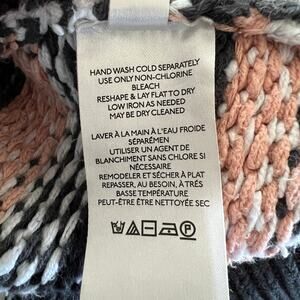 HAND WASH COLD SEPARATELY
USE ONLY NON-CHLORINE
BLEACH
RESHAPE & LAY FLAT TO DRY
LOW IRON AS NEEDED
MAY BE DRY CLEANED
LAVER À LA MAIN À L'EAU FROIDE
SÉPARÉMEN
UTILISER UN AGENT DE
BLANCHIMENT SANS CHLORE SI
NÉCESSAIRE
REMODELER ET SÉCHER À PLAT
REPASSER, AU BESOIN, À TRÉS
BASSE TEMPÉRATURE
PEUT-ÊTRE ÊTRE NETTOYÉE SEC
P